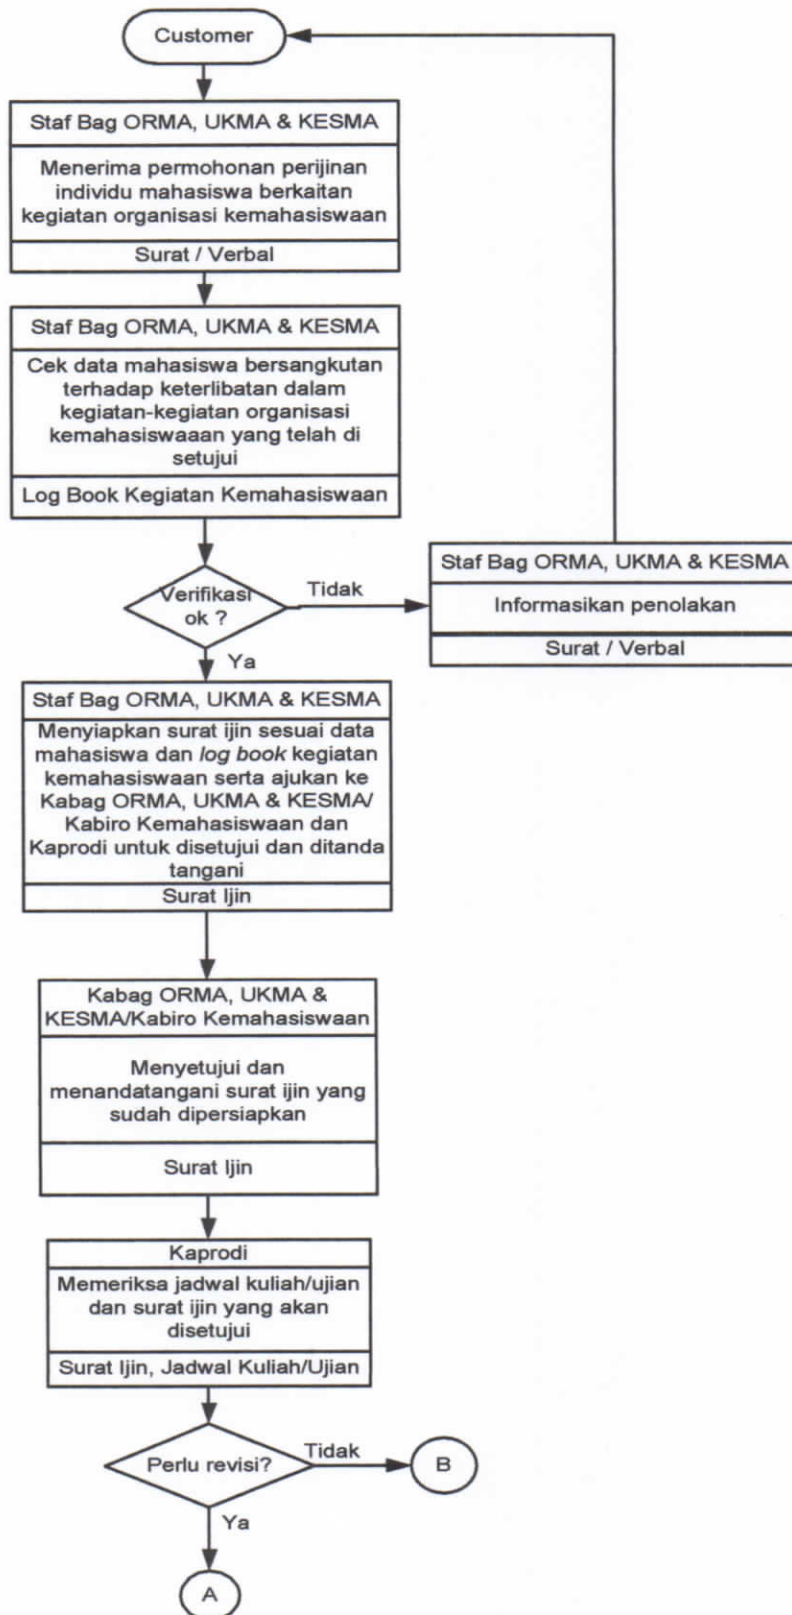 Customer
Staf Bag ORMA, UKMA & KESMA
Menerima permohonan perijinan
individu mahasiswa berkaitan
kegiatan organisasi kemahasiswaan
Surat / Verbal
Staf Bag ORMA, UKMA & KESMA
Cek data mahasiswa bersangkutan
terhadap keterlibatan dalam
kegiatan-kegiatan organisasi
kemahasiswaaan yang telah di
setujui
Log Book Kegiatan Kemahasiswaan
Verifikasi
ok ?
Tidak
Staf Bag ORMA, UKMA & KESMA
Informasikan penolakan
Surat / Verbal
Ya
Staf Bag ORMA, UKMA & KESMA
Menyiapkan surat ijin sesuai data
mahasiswa dan log book kegiatan
kemahasiswaan serta ajukan ke
Kabag ORMA, UKMA & KESMA/
Kabiro Kemahasiswaan dan
Kaprodi untuk disetujui dan ditanda
tangani
Surat Ijin
Kabag ORMA, UKMA &
KESMA/Kabiro Kemahasiswaan
Menyetujui dan
menandatangani surat ijin yang
sudah dipersiapkan
Surat Ijin
Kaprodi
Memeriksa jadwal kuliah/ujian
dan surat ijin yang akan
disetujui
Surat Ijin, Jadwal Kuliah/Ujian
Perlu revisi?
Tidak
B
Ya
A